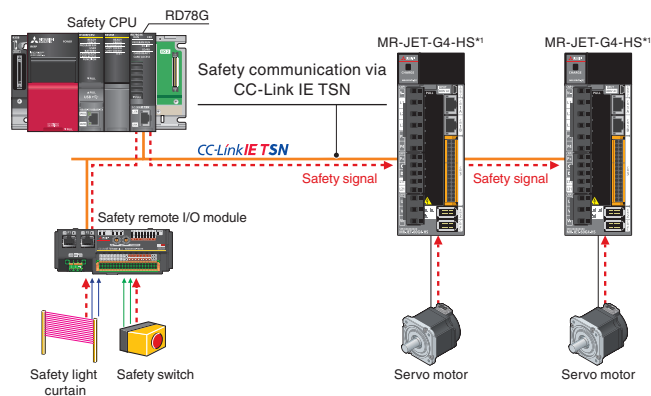 Safety CPU
RD78G
MR-JET-G4-HS*1
MR-JET-G4-HS*1
Safety communication via
CC-Link IE TSN
CC-Link IE TSN
Safety signal
Safety signal
Safety remote I/O module
Safety light
curtain
Safety switch
Servo motor
Servo motor